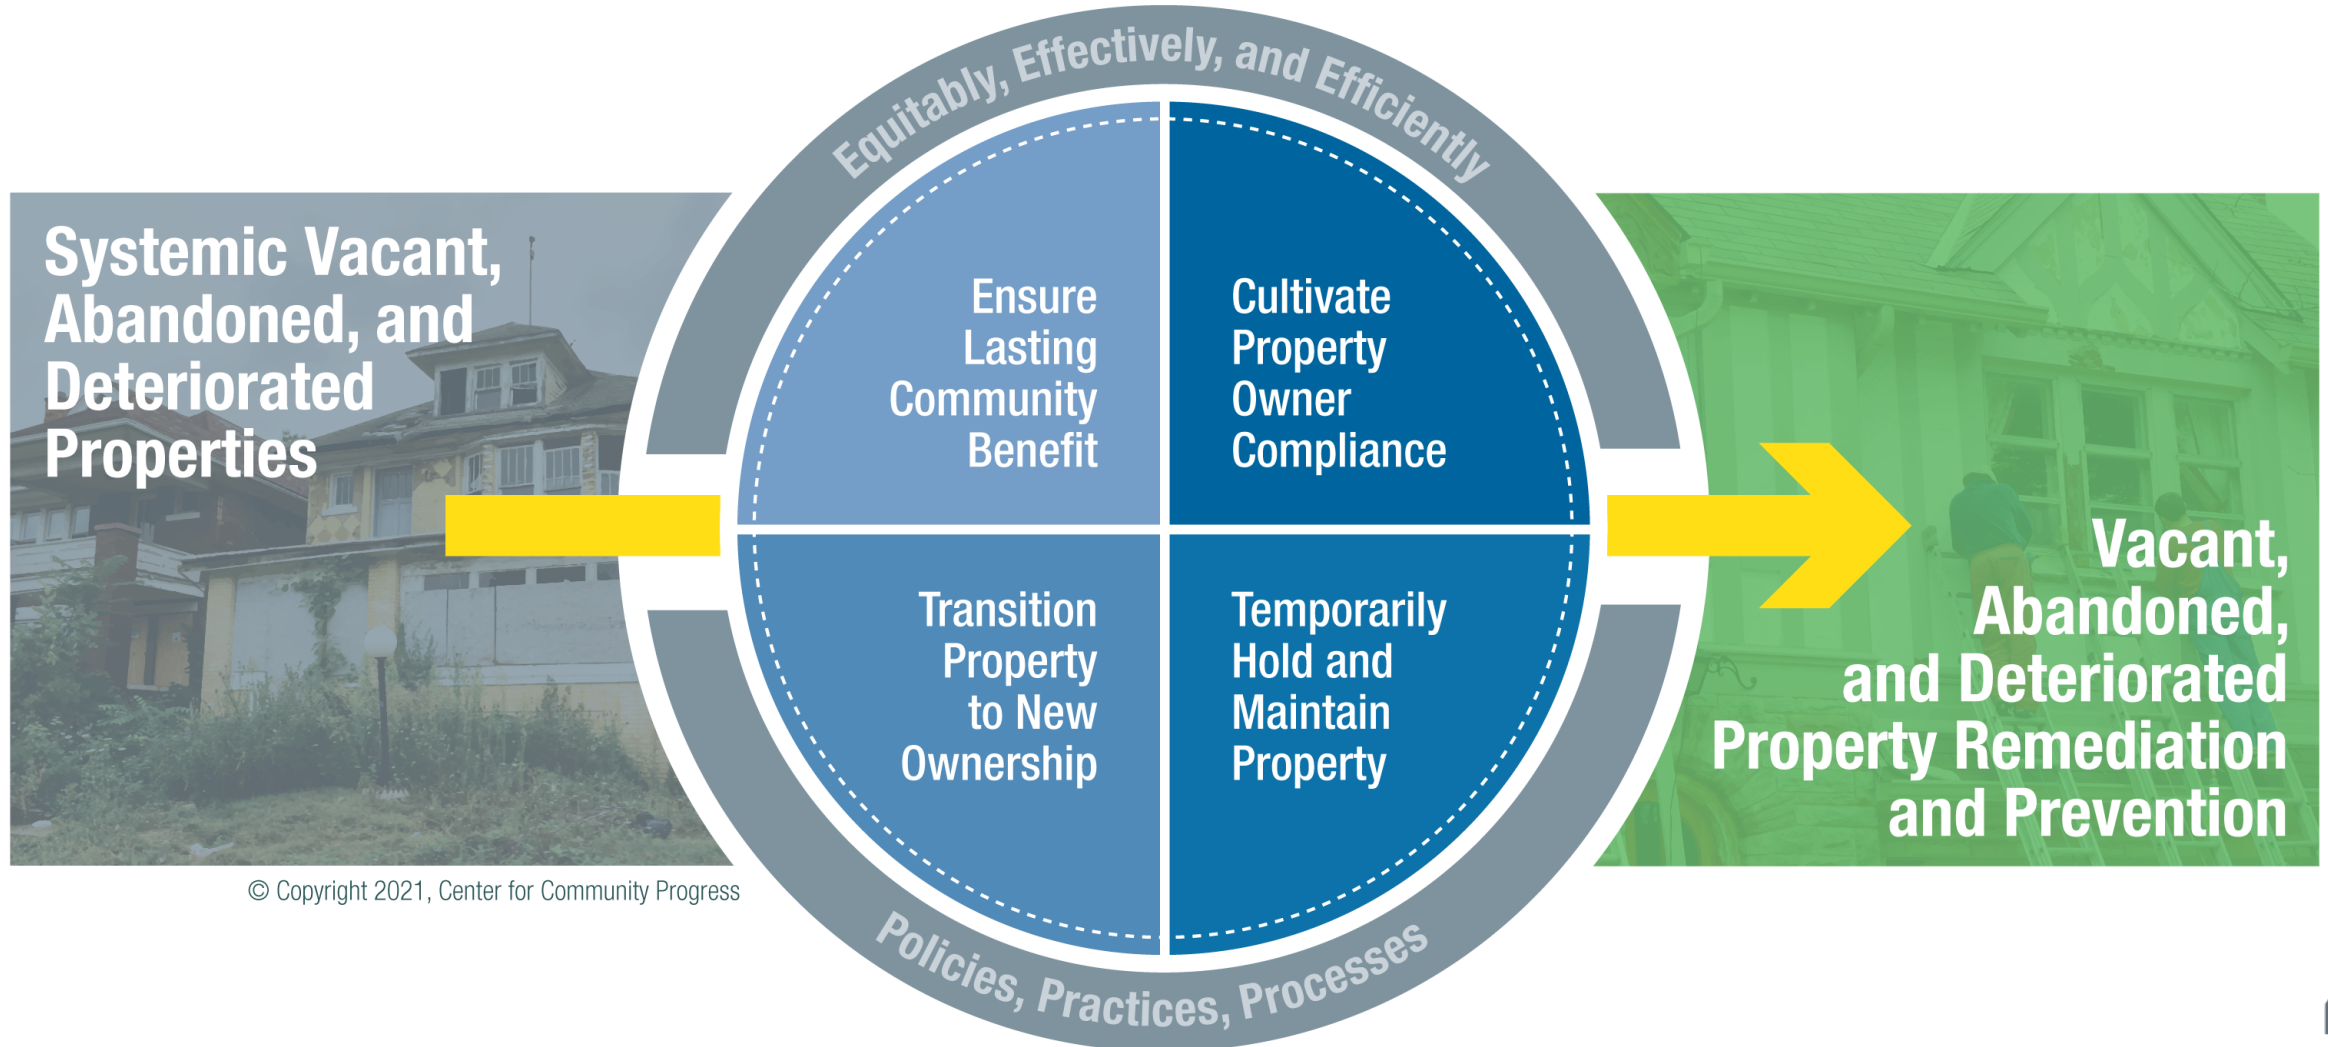 Equitably, Effectively, and Efficiently
Systemic Vacant,
Abandoned, and
Deteriorated
Properties
Ensure
Lasting
Community
Benefit
Cultivate
Property
Owner
Compliance
Transition
Property
to New
Ownership
Temporarily
Hold and
Maintain
Property
Vacant,
Abandoned,
and Deteriorated
Property Remediation
and Prevention
© Copyright 2021, Center for Community Progress
Policies, Practices, Processes